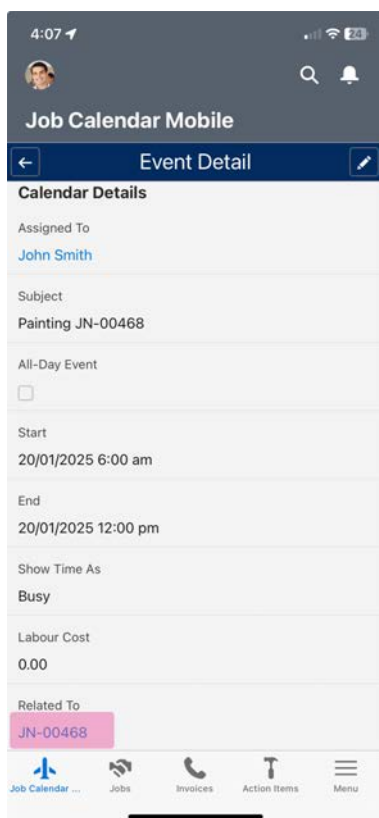 4:07
24
Job Calendar Mobile
Event Detail
Calendar Details
Assigned To
John Smith
Subject
Painting JN-00468
All-Day Event
Start
20/01/2025 6:00 am
End
20/01/2025 12:00 pm
Show Time As
Busy
Labour Cost
0.00
Related To
JN-00468
Job Calendar ... Jobs Invoices Action Items Menu